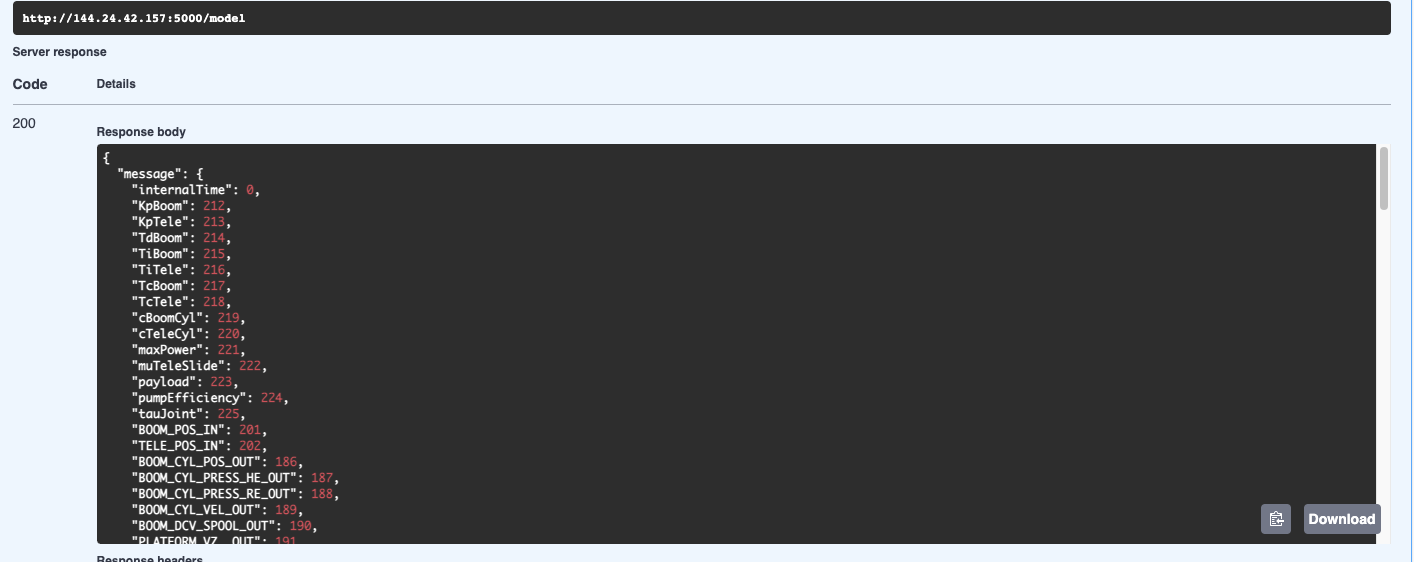 http://144.24.42.157:5000/model
Server response
Code Details
200
Response body
{
"message": {
"internalTime": 0,
"KpBoom": 212,
"KpTele": 213,
"TdBoom": 214,
"TiBoom": 215,
"TiTele": 216,
"TcBoom": 217,
"TcTele": 218,
"cBoomCyl": 219,
"cTeleCyl": 220,
"maxPower": 221,
"muTeleSlide": 222,
"payload": 223,
"pumpEfficiency": 224,
"tauJoint": 225,
"BOOM_POS_IN": 201,
"TELE_POS_IN": 202,
"BOOM_CYL_POS_OUT": 186,
"BOOM_CYL_PRESS_HE_OUT": 187,
"BOOM_CYL_PRESS_RE_OUT": 188,
"BOOM_CYL_VEL_OUT": 189,
"BOOM_DCV_SPOOL_OUT": 190,
"PLATFORM_VZ__OUT": 191
Download
Response headers